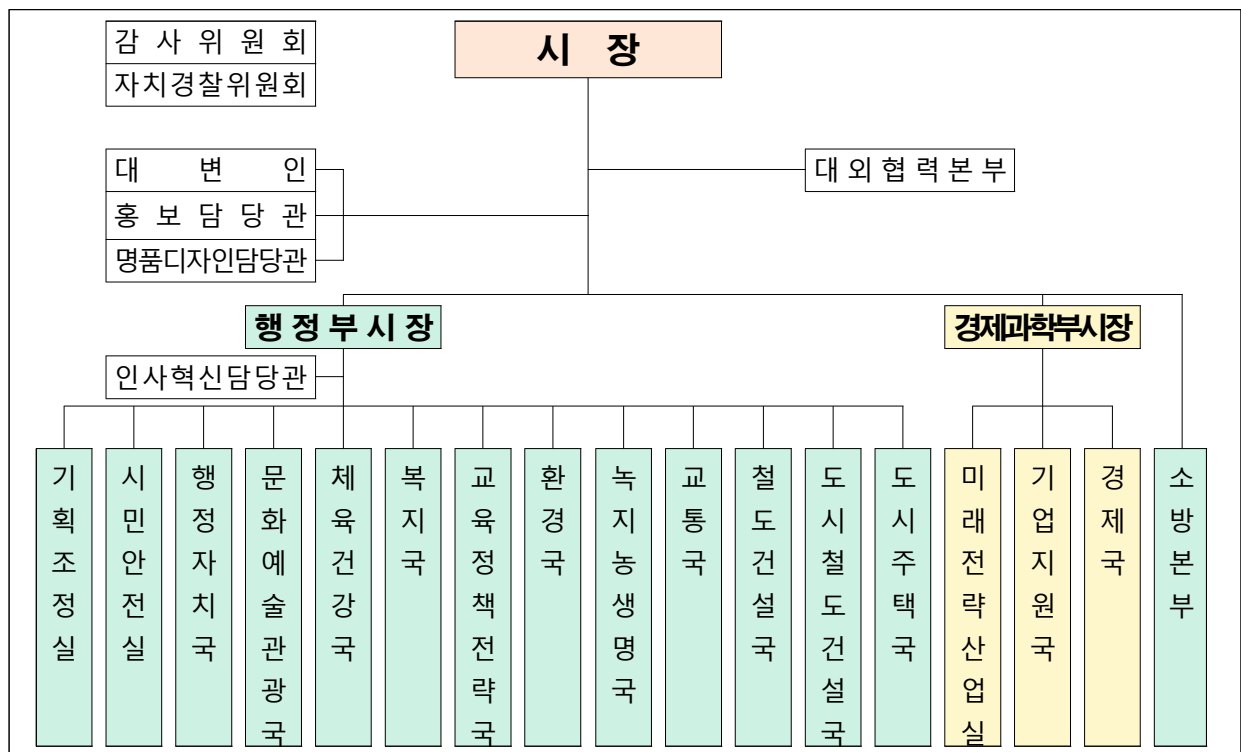 감사위원회
자치경찰위원회
시 장
대변인
홍보담당관
명품디자인담당관
대외협력본부
행정부시장
경제과학부시장
인사혁신담당관
기획조정실
시민안전실
행정자치국
문화예술관광국
체육건강국
복지국
교육정책전략국
환경국
녹지농생명국
교통국
철도건설국
도시철도건설국
도시주택국
미래전략산업실
기업지원국
경제국
소방본부